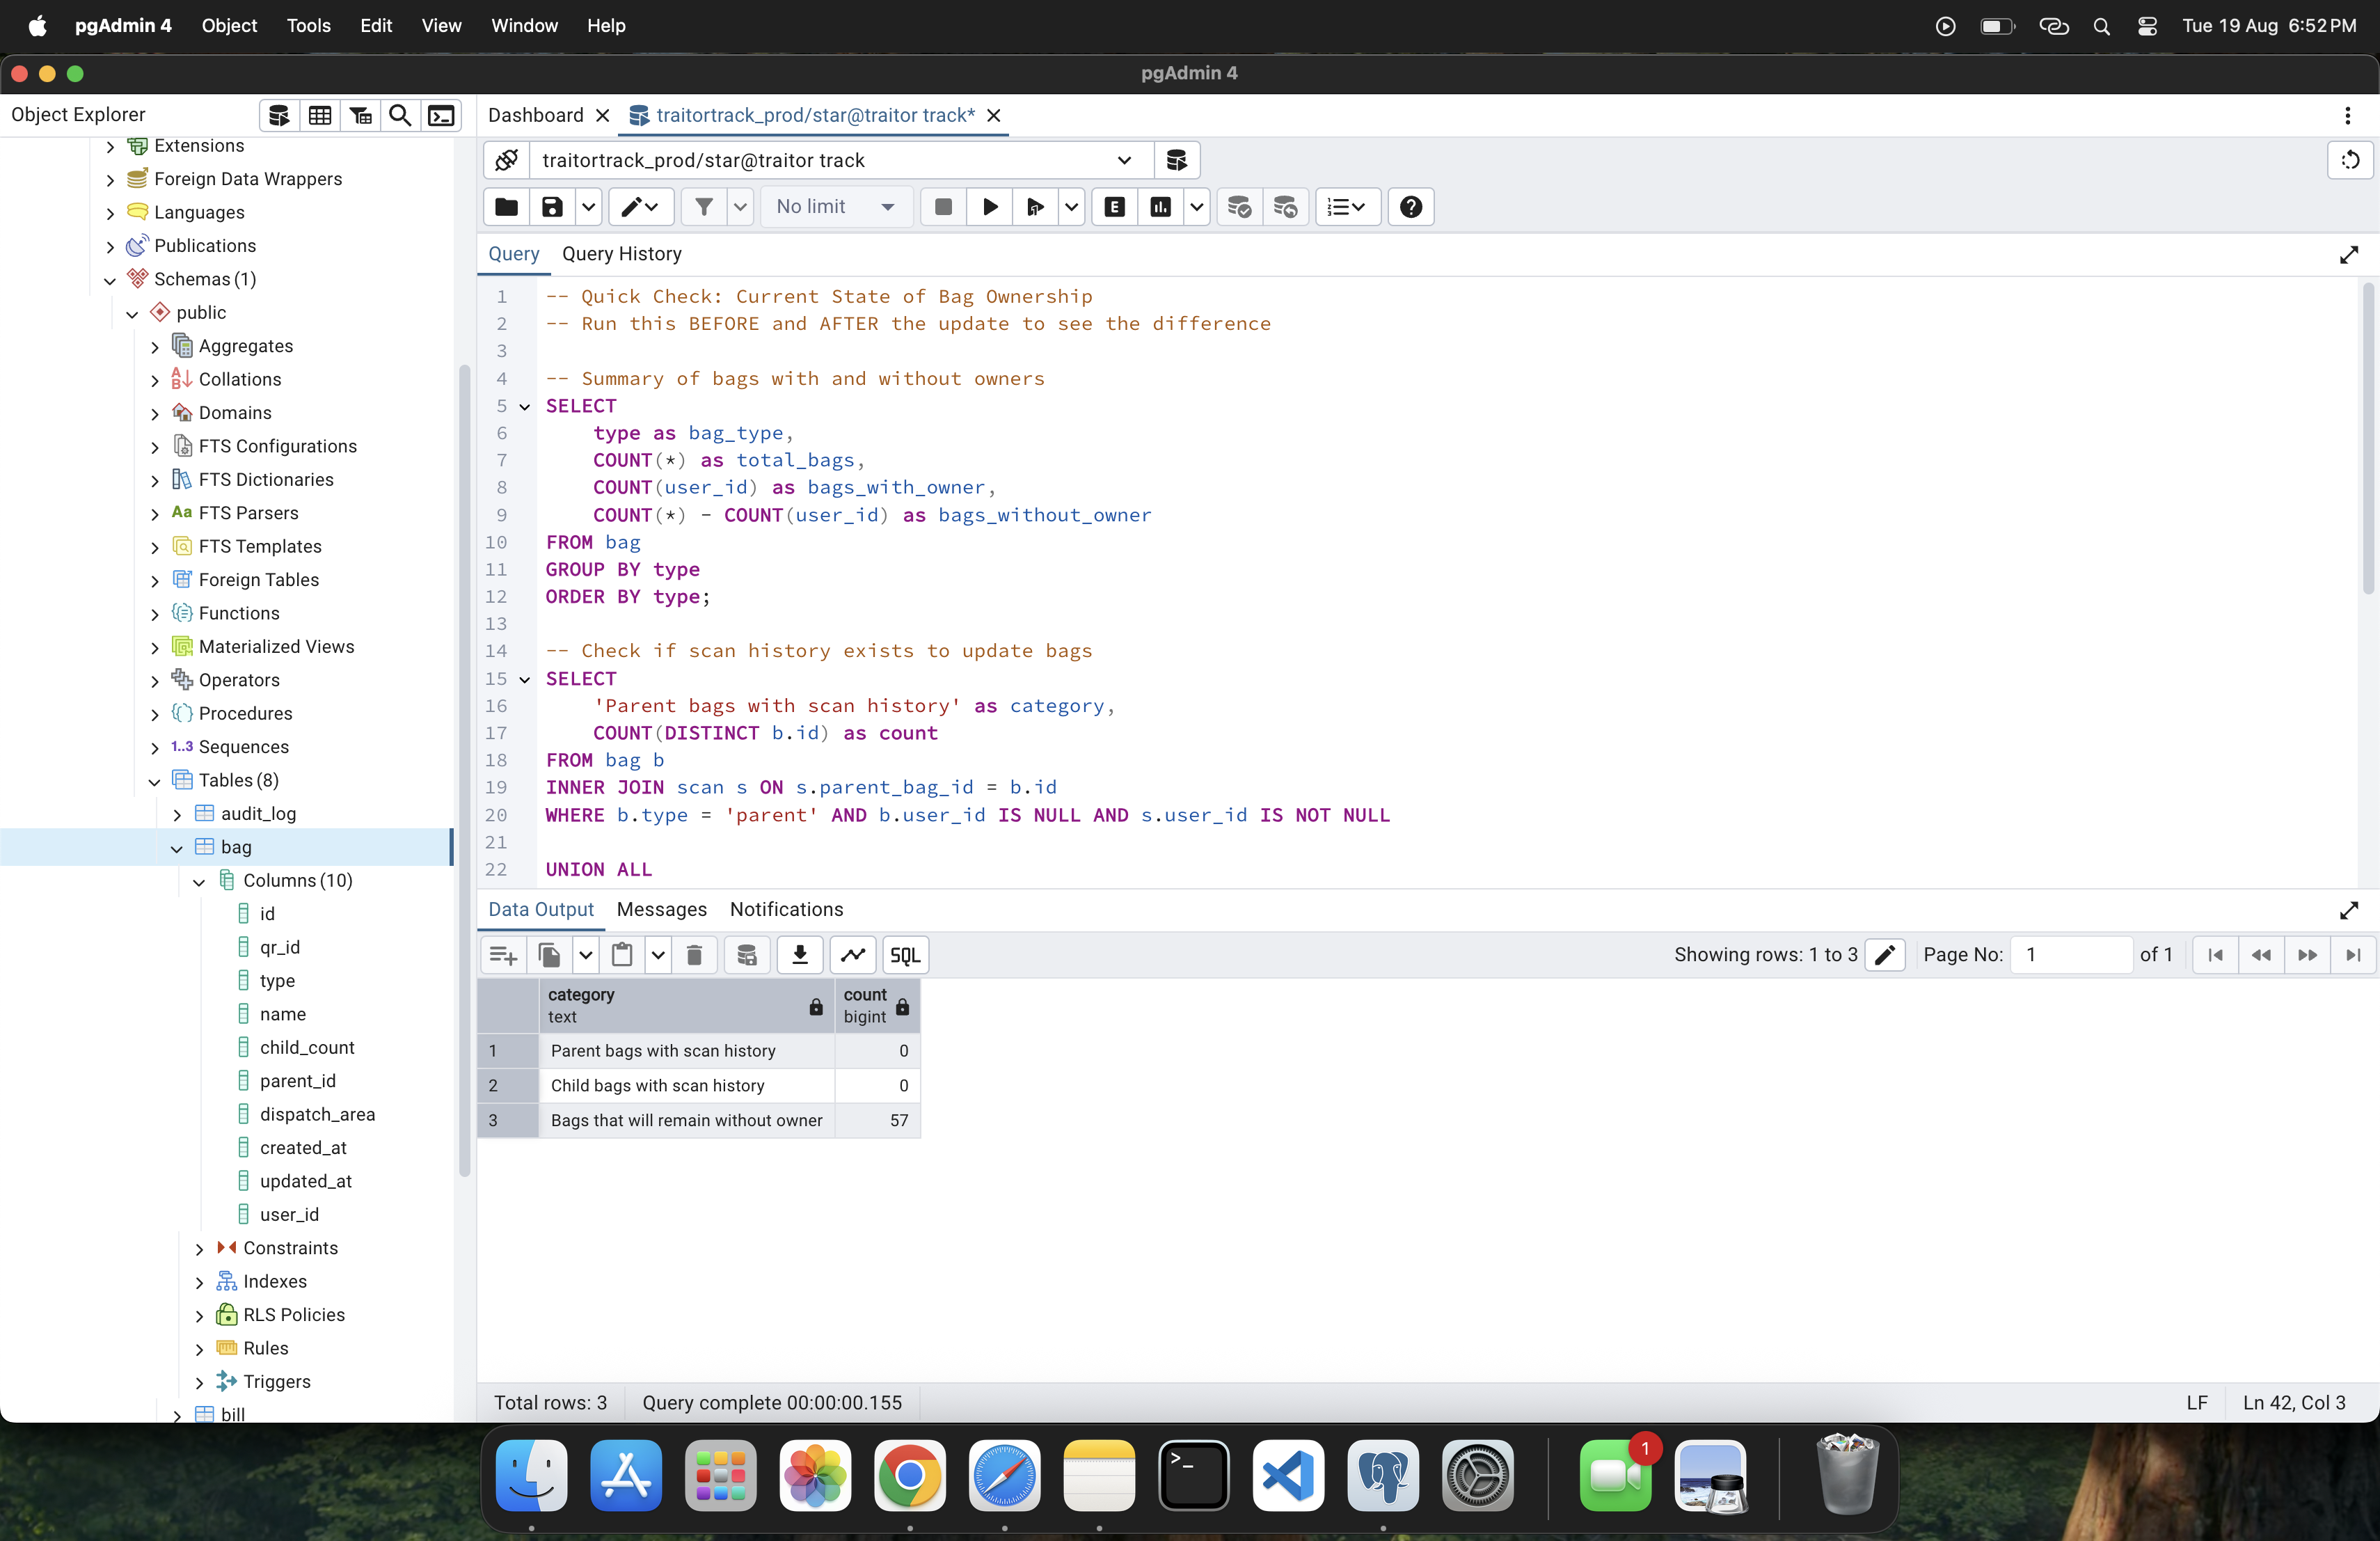 pgAdmin 4 Object Tools Edit View Window Help Tue 19 Aug 6:52 PM
pgAdmin 4
Object Explorer
Extensions
Foreign Data Wrappers
Languages
Publications
Schemas (1)
public
Aggregates
Collations
Domains
FTS Configurations
FTS Dictionaries
Aa FTS Parsers
FTS Templates
Foreign Tables
Functions
Materialized Views
Operators
Procedures
1..3 Sequences
Tables (8)
audit_log
bag
Columns (10)
id
qr_id
type
name
child_count
parent_id
dispatch_area
created_at
updated_at
user_id
Constraints
Indexes
RLS Policies
Rules
Triggers
bill
Dashboard traitortrack_prod/star@traitor track*
traitortrack_prod/star@traitor track
No limit E
Query Query History
1 -- Quick Check: Current State of Bag Ownership
2 -- Run this BEFORE and AFTER the update to see the difference
3
4 -- Summary of bags with and without owners
5 SELECT
6 type as bag_type,
7 COUNT(*) as total_bags,
8 COUNT(user_id) as bags_with_owner,
9 COUNT(*) - COUNT(user_id) as bags_without_owner
10 FROM bag
11 GROUP BY type
12 ORDER BY type;
13
14 -- Check if scan history exists to update bags
15 SELECT
16 'Parent bags with scan history' as category,
17 COUNT(DISTINCT b.id) as count
18 FROM bag b
19 INNER JOIN scan s ON s.parent_bag_id = b.id
20 WHERE b.type = 'parent' AND b.user_id IS NULL AND s.user_id IS NOT NULL
21
22 UNION ALL
Data Output Messages Notifications
SQL Showing rows: 1 to 3 Page No: 1 of 1
category count
text bigint
1 Parent bags with scan history 0
2 Child bags with scan history 0
3 Bags that will remain without owner 57
Total rows: 3 Query complete 00:00:00.155 LF Ln 42, Col 3
1